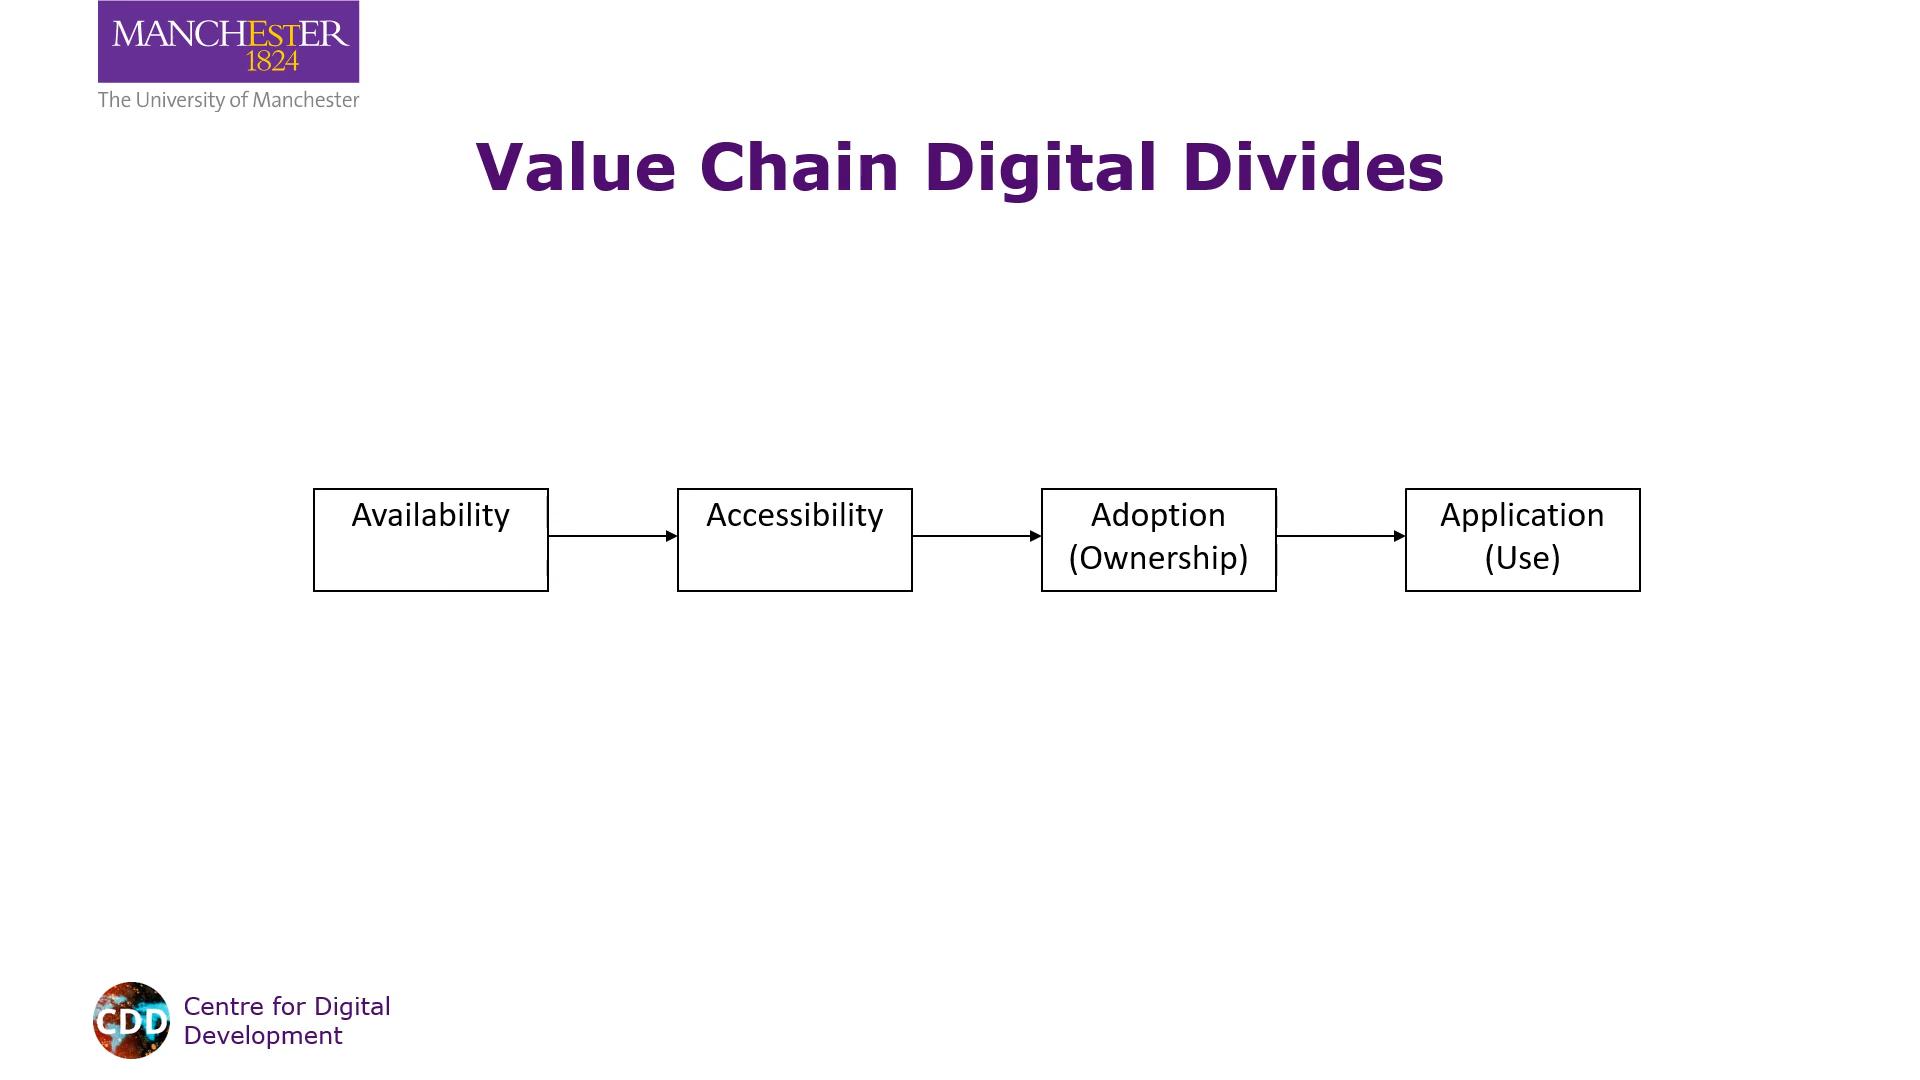 MANCHESTER
1824
The University of Manchester
Value Chain Digital Divides
Availability
Accessibility
Adoption
(Ownership)
Application
(Use)
CDD
Centre for Digital
Development